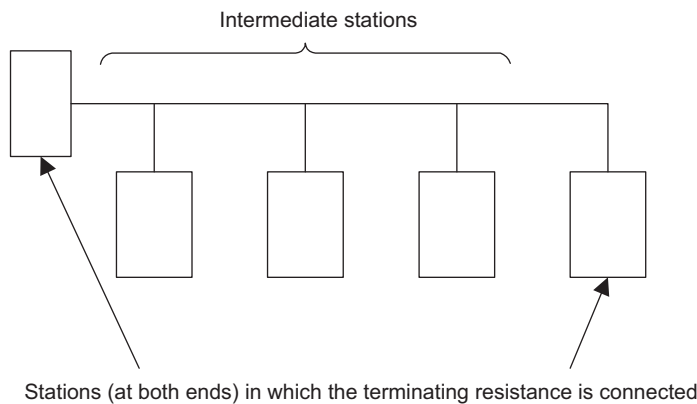 Intermediate stations
Stations (at both ends) in which the terminating resistance is connected